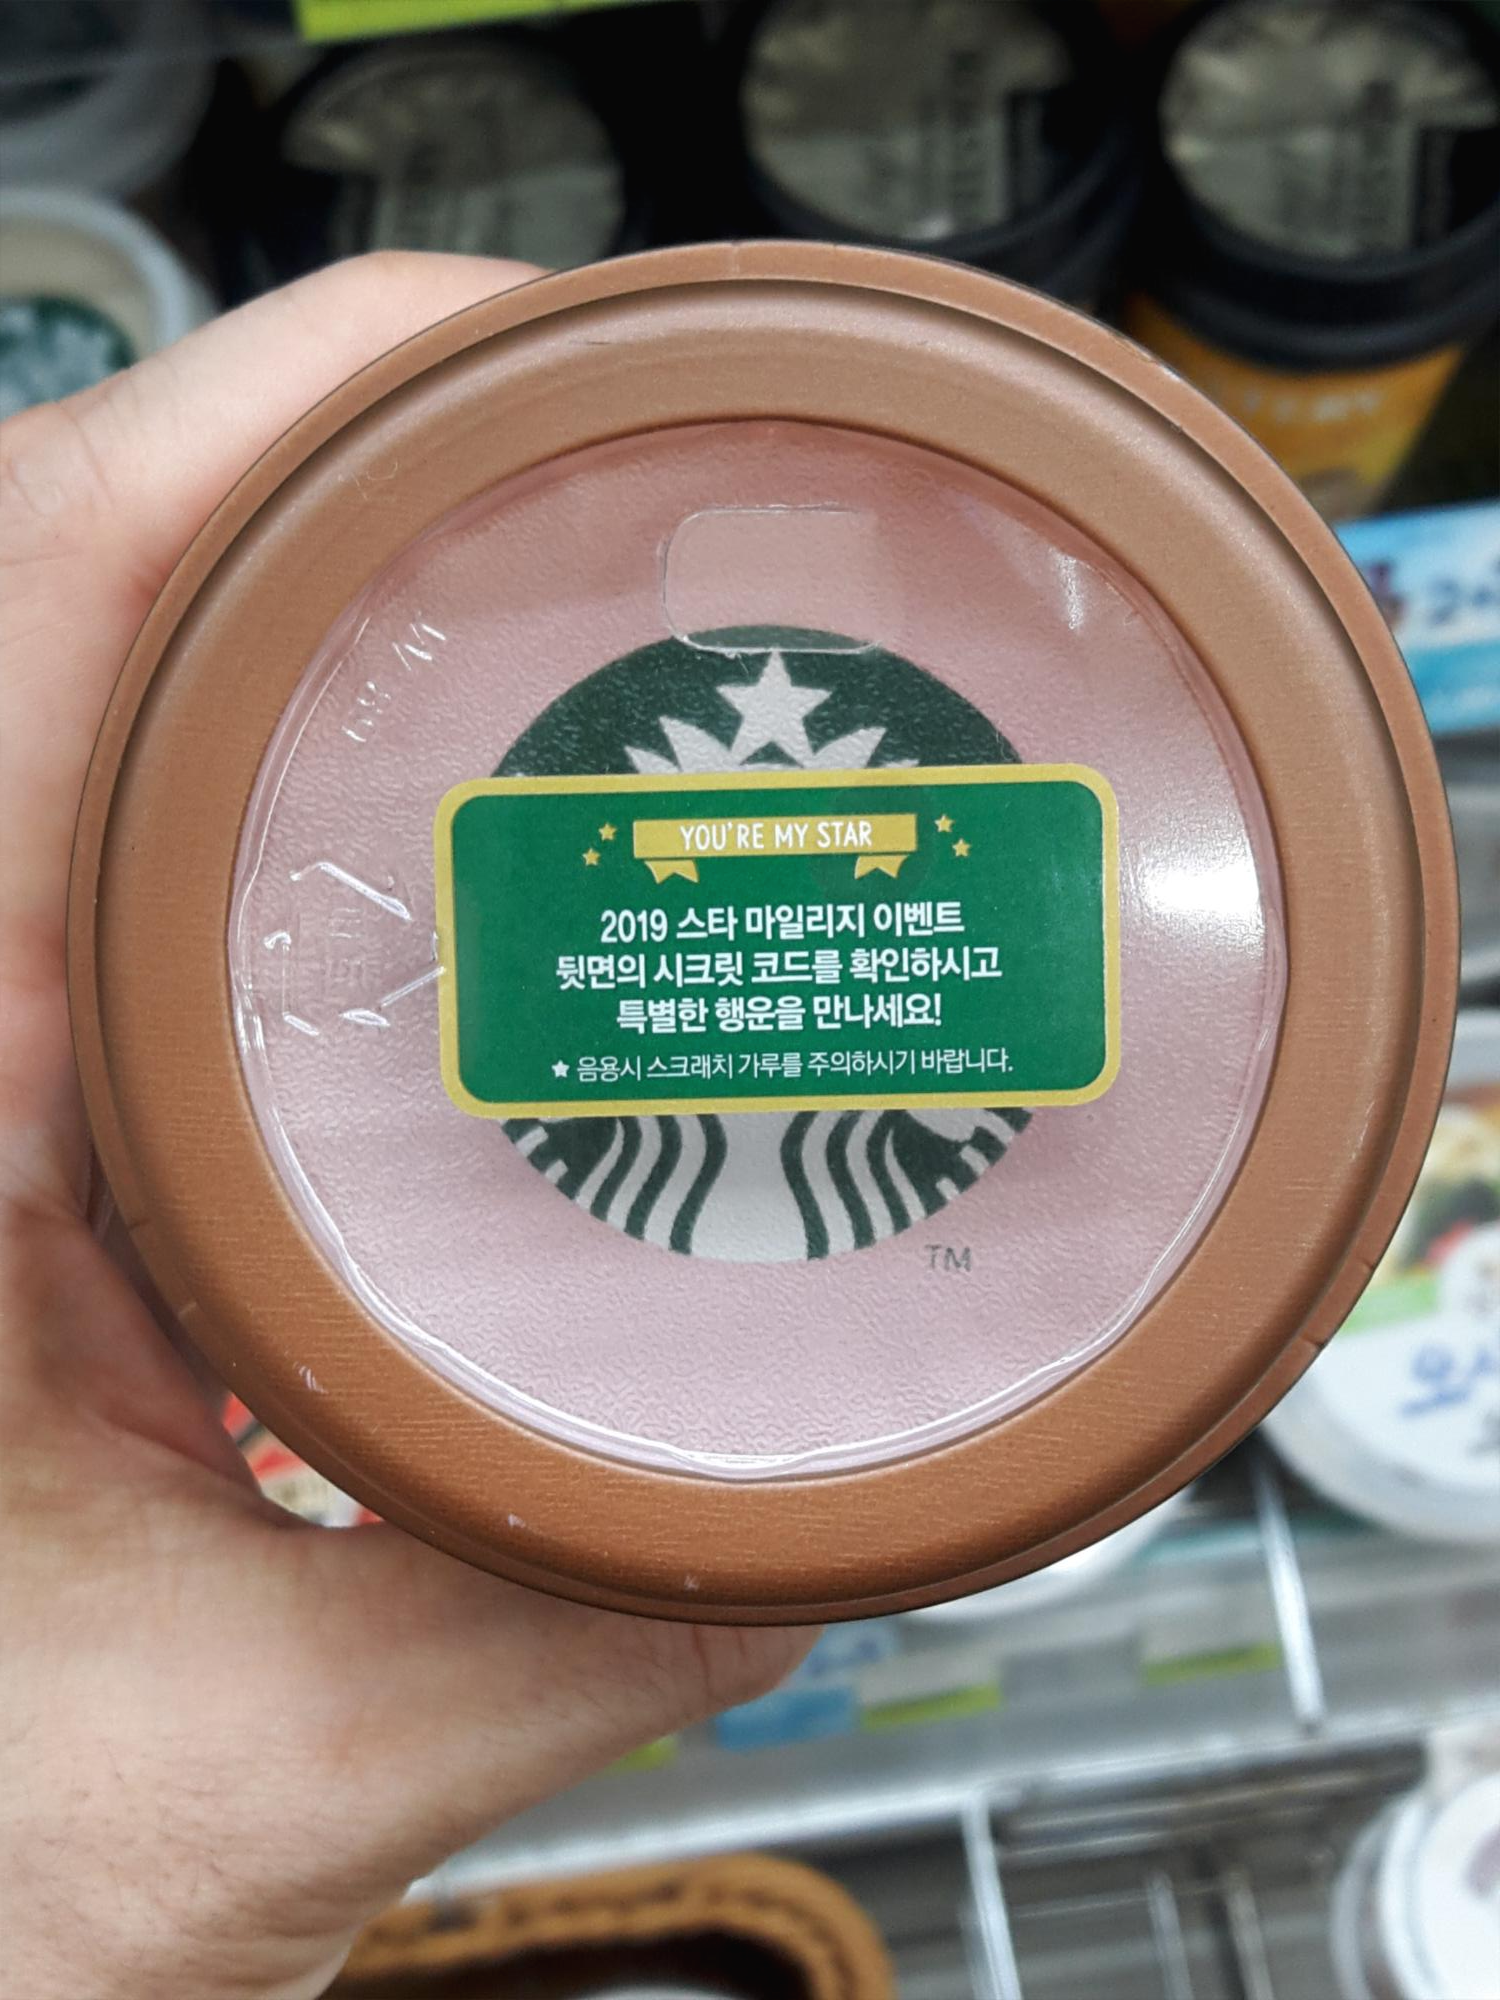 YOU'RE MY STAR
2019 스타 마일리지 이벤트
뒷면의 시크릿 코드를 확인하시고
특별한 행운을 만나세요!
★ 음용시 스크래치 가루를 주의하시기 바랍니다.
TM